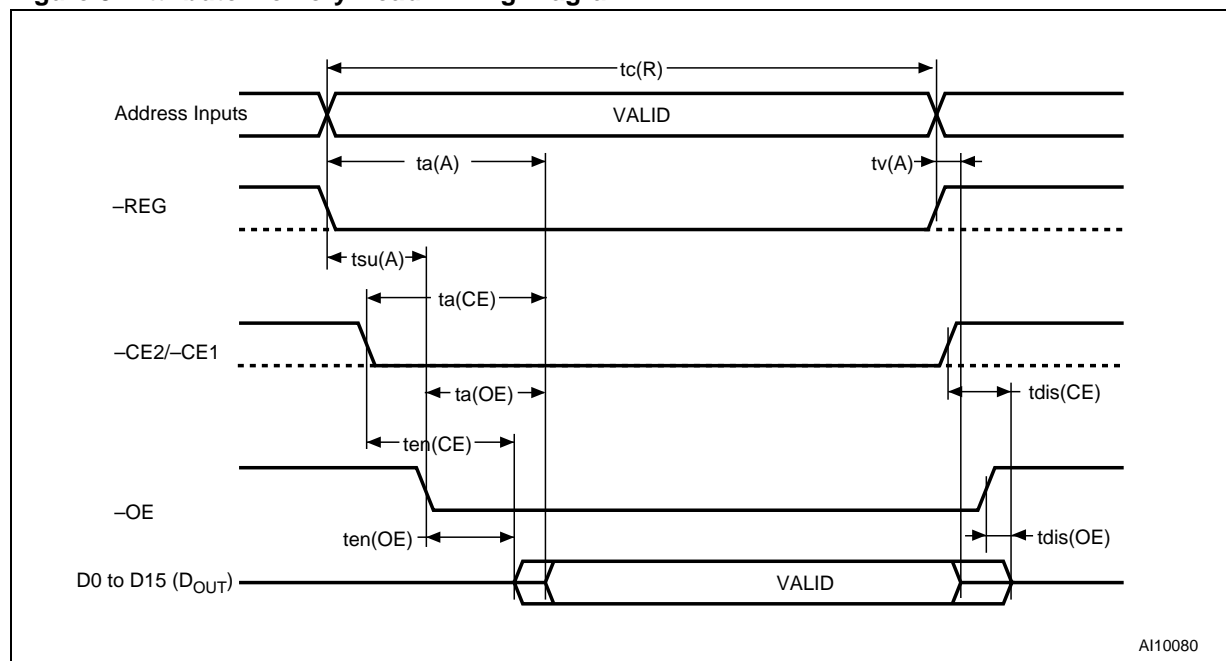 tc(R)
Address Inputs
VALID
ta(A)
tv(A)
–REG
tsu(A)
ta(CE)
–CE2/–CE1
ta(OE)
tdis(CE)
ten(CE)
–OE
ten(OE)
tdis(OE)
D0 to D15 (DOUT)
VALID
AI10080